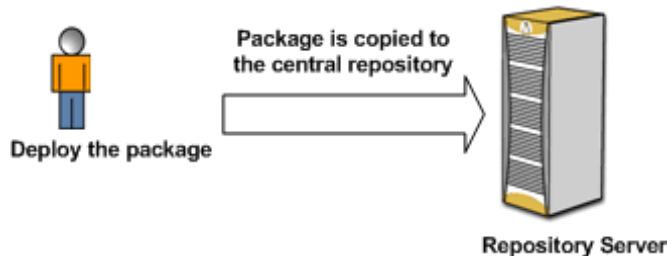 Package is copied to
the central repository
Deploy the package
Repository Server